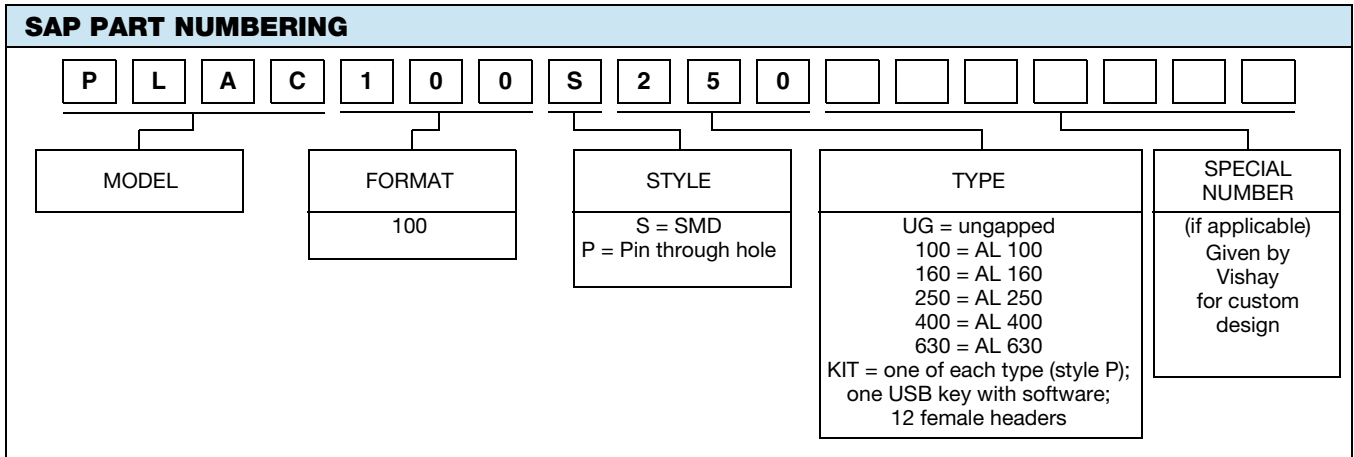 SAP PART NUMBERING
P L A C 1 0 0 S 2 5 0
MODEL
FORMAT
100
STYLE
S = SMD
P = Pin through hole
TYPE
UG = ungapped
100 = AL 100
160 = AL 160
250 = AL 250
400 = AL 400
630 = AL 630
KIT = one of each type (style P);
one USB key with software;
12 female headers
SPECIAL
NUMBER
(if applicable)
Given by
Vishay
for custom
design